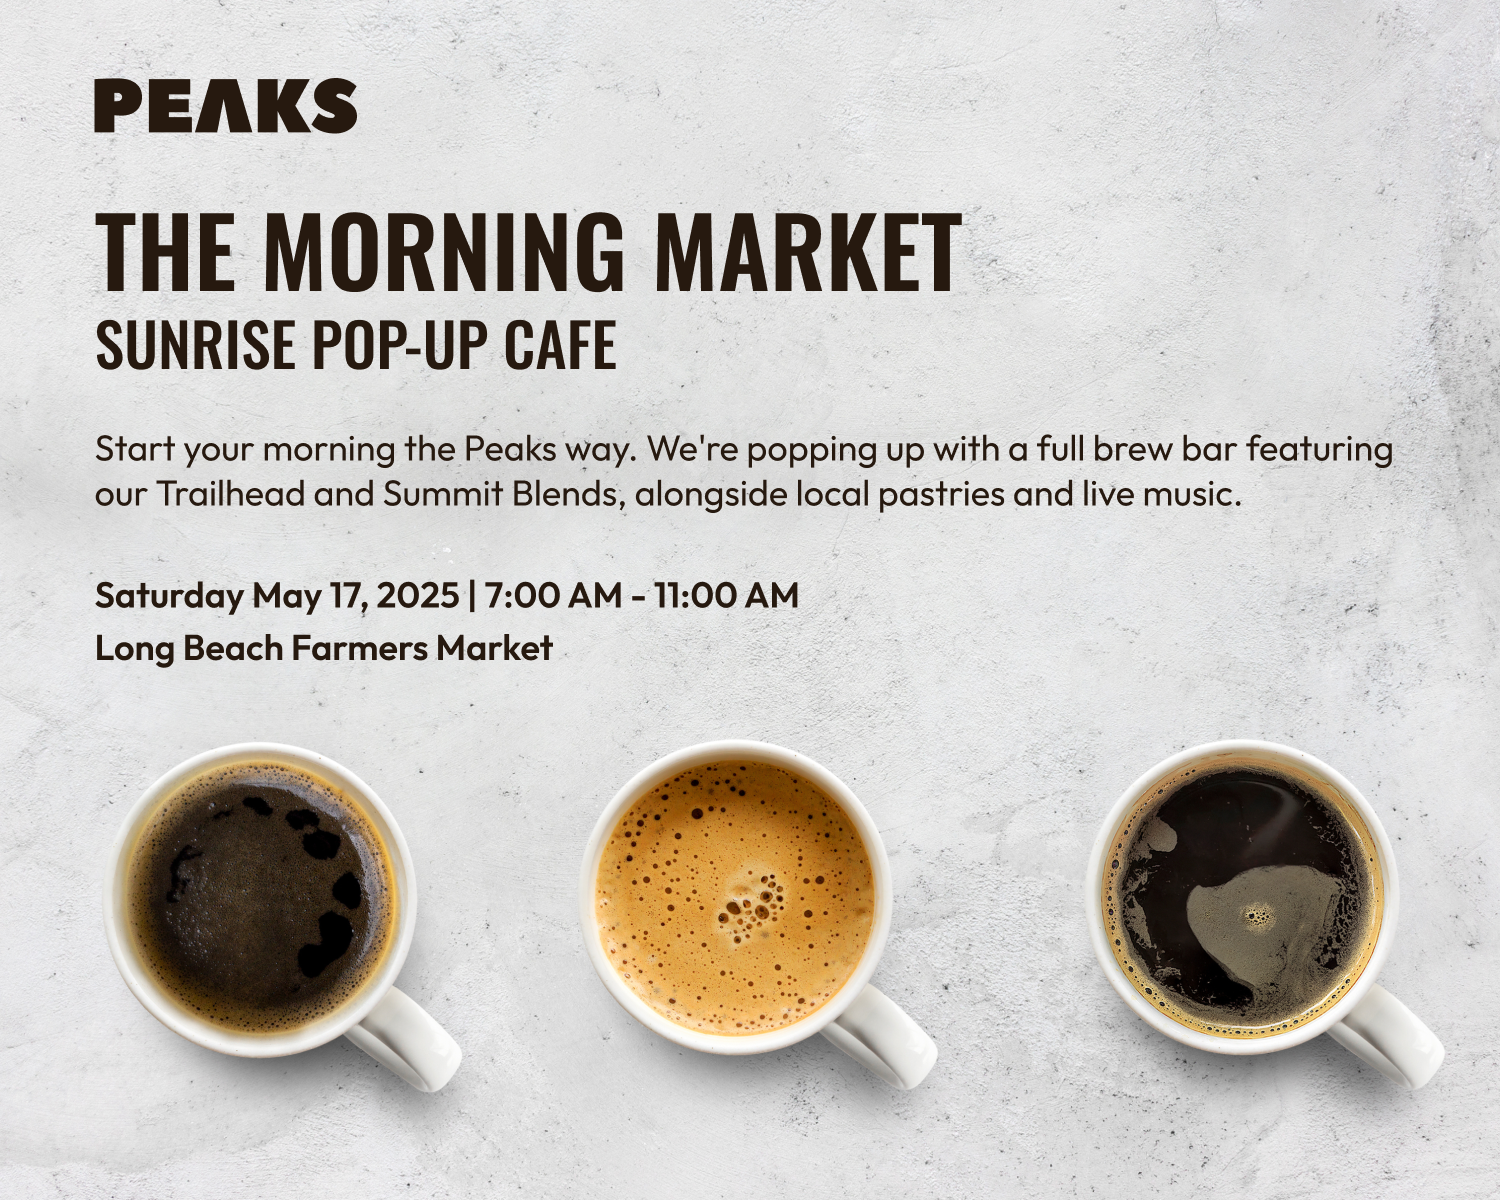 PEAKS
THE MORNING MARKET
SUNRISE POP-UP CAFE
Start your morning the Peaks way. We're popping up with a full brew bar featuring
our Trailhead and Summit Blends, alongside local pastries and live music.
Saturday May 17, 2025 | 7:00 AM - 11:00 AM
Long Beach Farmers Market